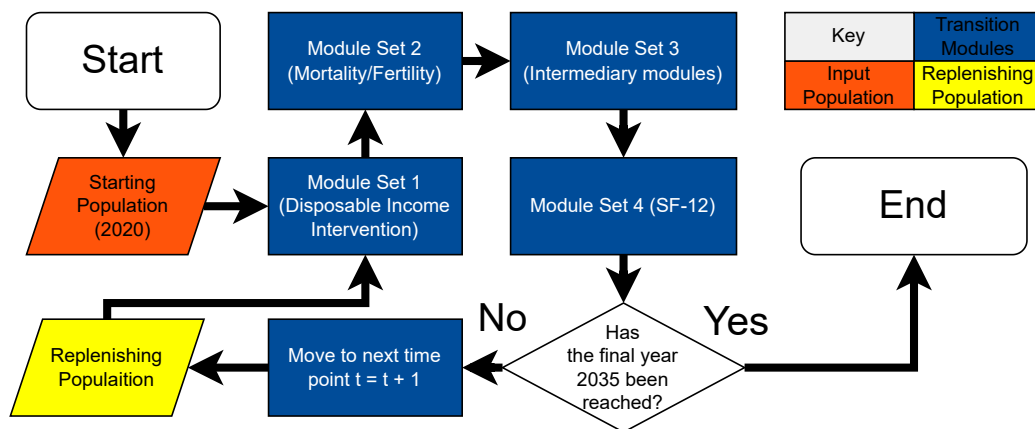 Start
Module Set 2
(Mortality/Fertility)
Module Set 3
(Intermediary modules)
Key
Transition
Modules
Input
Population
Replenishing
Population
Starting
Population
(2020)
Module Set 1
(Disposable Income
Intervention)
Module Set 4 (SF-12)
End
No
Yes
Replenishing
Populaition
Move to next time
point t = t + 1
Has
the final year
2035 been
reached?